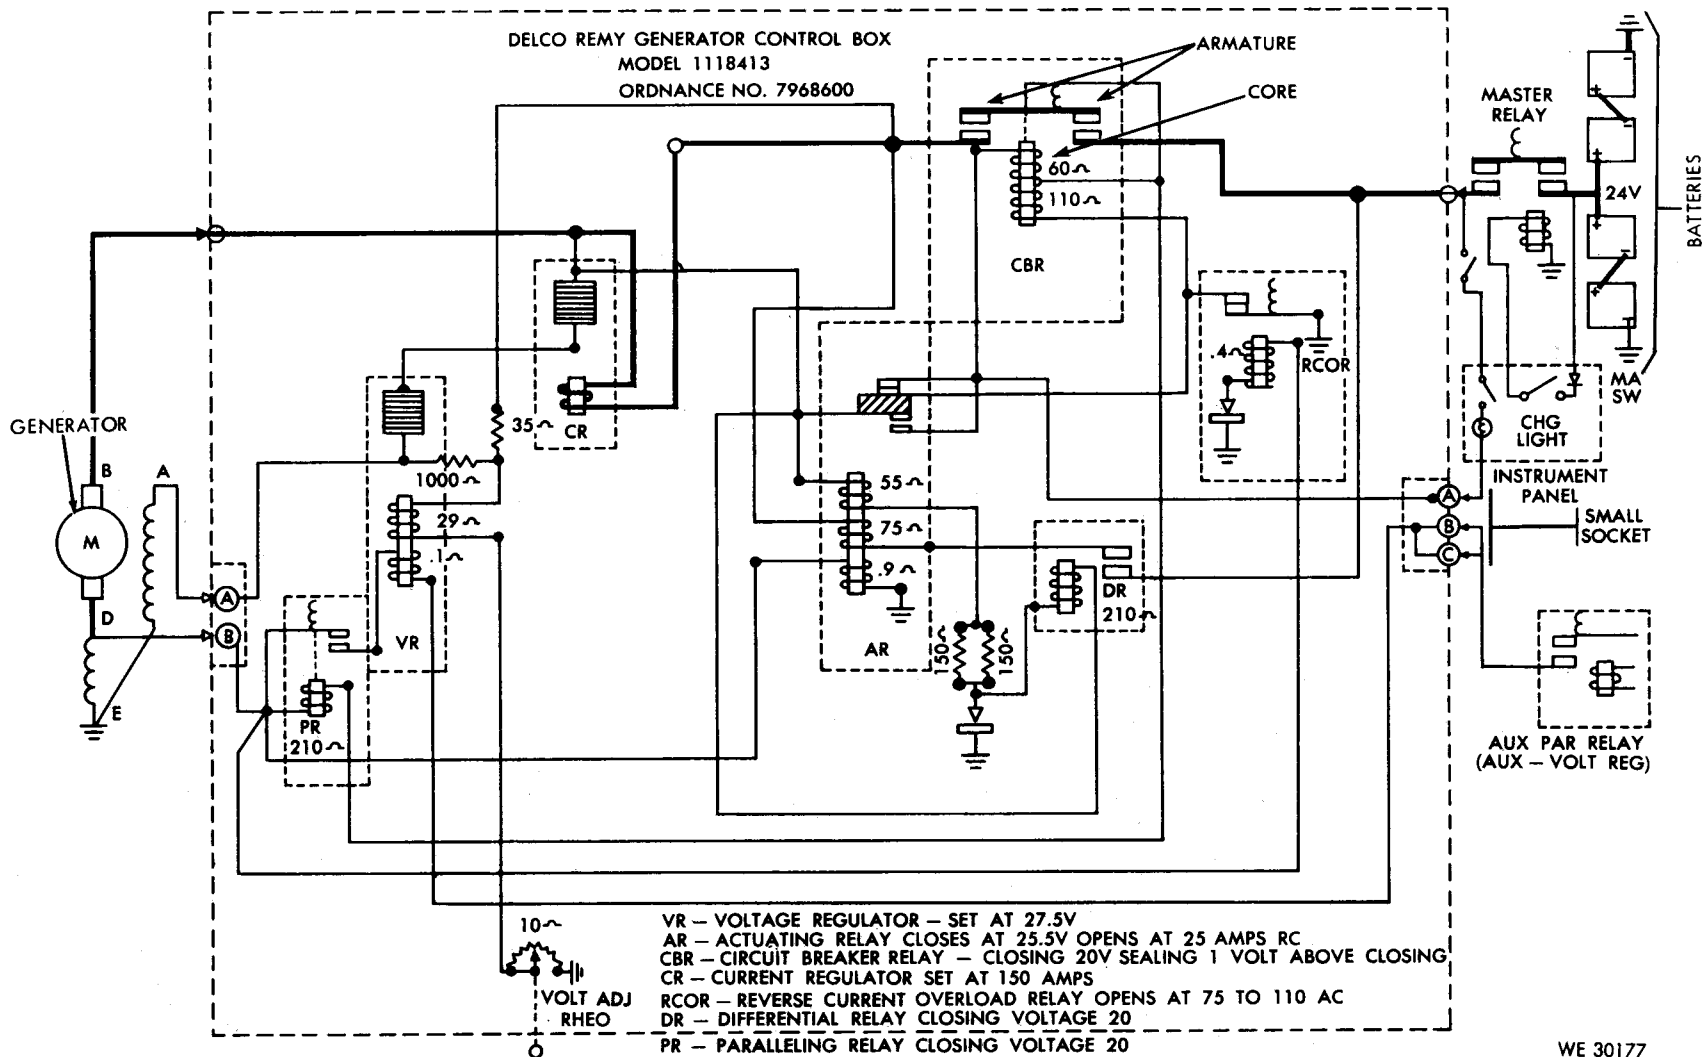 DELCO REMY GENERATOR CONTROL BOX
MODEL 1118413
ORDNANCE NO. 7968600
ARMATURE
CORE
MASTER
RELAY
60~
110~
24V
BATTERIES
CBR
.4~
RCOR
MA
SW
CHG
LIGHT
35~
CR
GENERATOR
B
A
1000~
55~
INSTRUMENT
PANEL
A
29~
75~
SMALL
SOCKET
M
B
.1~
C
.9~
DR
210~
D
A
B
VR
AR
150~
150~
E
PR
210~
AUX PAR RELAY
(AUX – VOLT REG)
10~
VOLT ADJ
RHEO
VR – VOLTAGE REGULATOR – SET AT 27.5V
AR – ACTUATING RELAY CLOSES AT 25.5V OPENS AT 25 AMPS RC
CBR – CIRCUIT BREAKER RELAY – CLOSING 20V SEALING 1 VOLT ABOVE CLOSING
CR – CURRENT REGULATOR SET AT 150 AMPS
RCOR – REVERSE CURRENT OVERLOAD RELAY OPENS AT 75 TO 110 AC
DR – DIFFERENTIAL RELAY CLOSING VOLTAGE 20
PR – PARALLELING RELAY CLOSING VOLTAGE 20
WE 30177